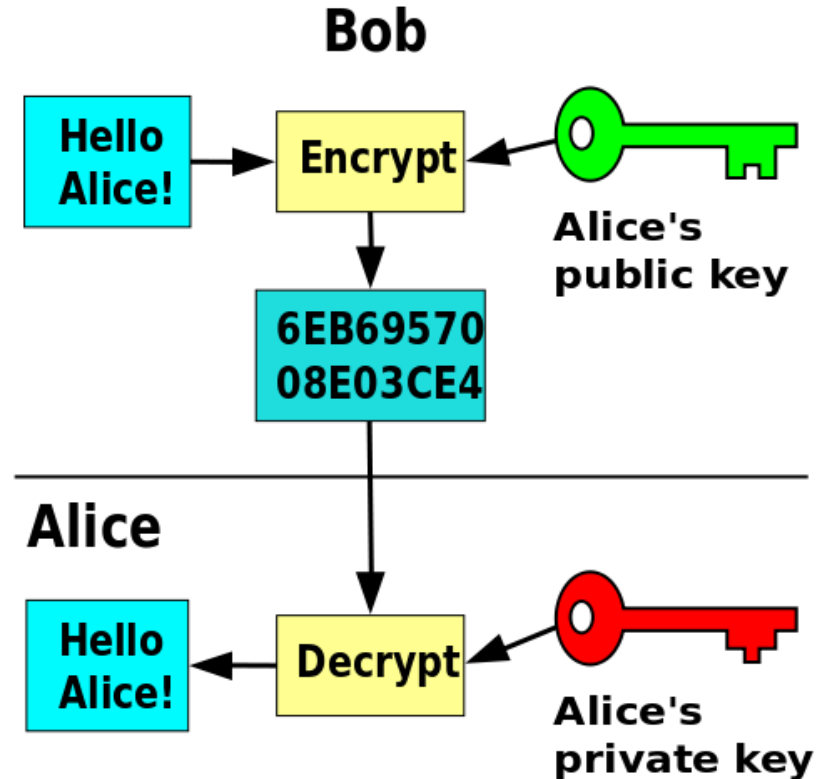 Bob
Hello
Alice!
Encrypt
Alice's
public key
6EB69570
08E03CE4
Alice
Hello
Alice!
Decrypt
Alice's
private key